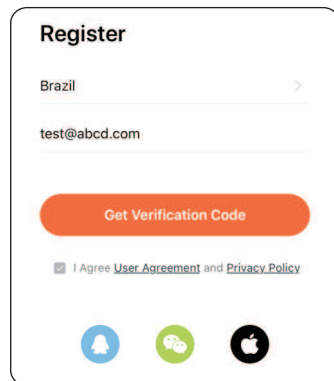 Register
Brazil
test@abcd.com
Get Verification Code
I Agree User Agreement and Privacy Policy